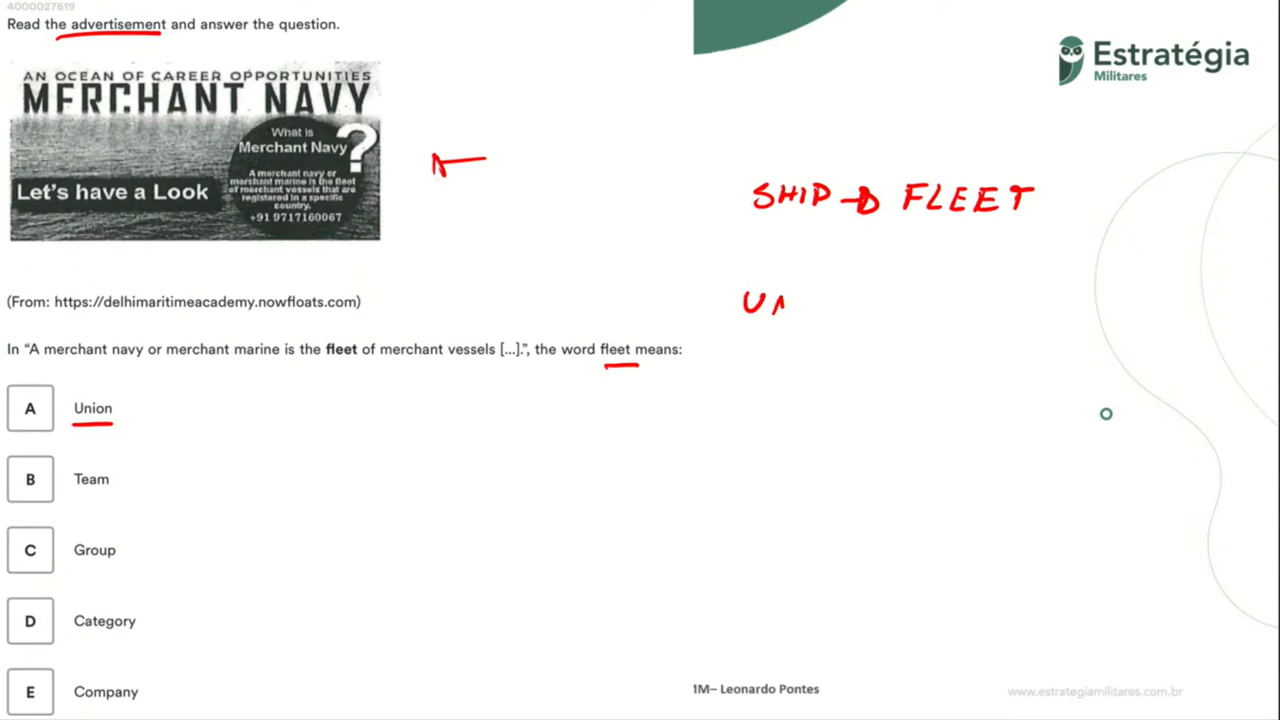 4000027619
Read the advertisement and answer the question.
AN OCEAN OF CAREER OPPORTUNITIES
MERCHANT NAVY
What is
Merchant Navy
?
A merchant navy or
merchant marine is the fleet
of merchant vessels that are
registered in a specific
country.
+91 9717160067
Let's have a Look
(From: https://delhimaritimeacademy.nowfloats.com)
In “A merchant navy or merchant marine is the fleet of merchant vessels [...].”, the word fleet means:
A Union
B Team
C Group
D Category
E Company
Estratégia
Militares
SHIP → FLEET
1M– Leonardo Pontes
www.estrategiamilitares.com.br